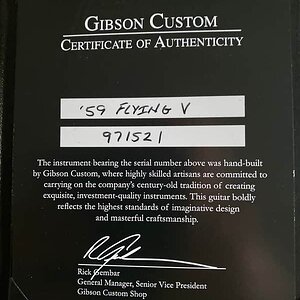 GIBSON CUSTOM
CERTIFICATE OF AUTHENTICITY
'59 FLYING V
971521
The instrument bearing the serial number above was hand-built
by Gibson Custom, where highly skilled artisans are committed to
carrying on the company's century-old tradition of creating
exquisite, investment-quality instruments. This guitar boldly
reflects the highest standards of imaginative design
and masterful craftsmanship.
Rick Gembar
General Manager, Senior Vice President
Gibson Custom Shop